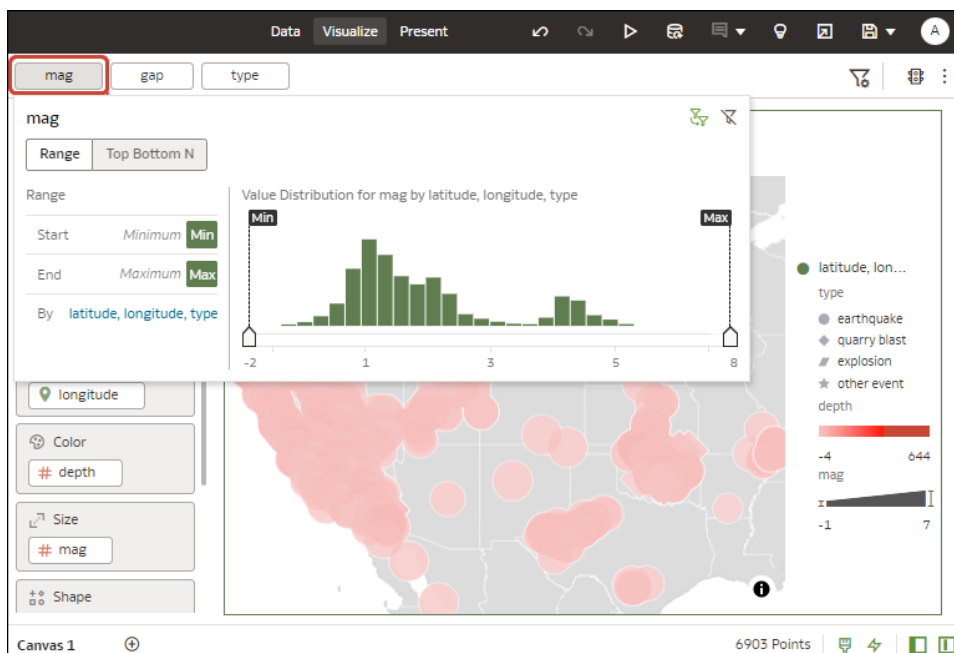 Data Visualize Present A
mag gap type
mag
Range Top Bottom N
Range
Start Minimum Min
End Maximum Max
By latitude, longitude, type
Value Distribution for mag by latitude, longitude, type
Min Max
-2 1 3 5 8
longitude
Color
# depth
Size
# mag
Shape
latitude, lon...
type
earthquake
quarry blast
explosion
other event
depth
-4 644
mag
-1 7
Canvas 1
6903 Points